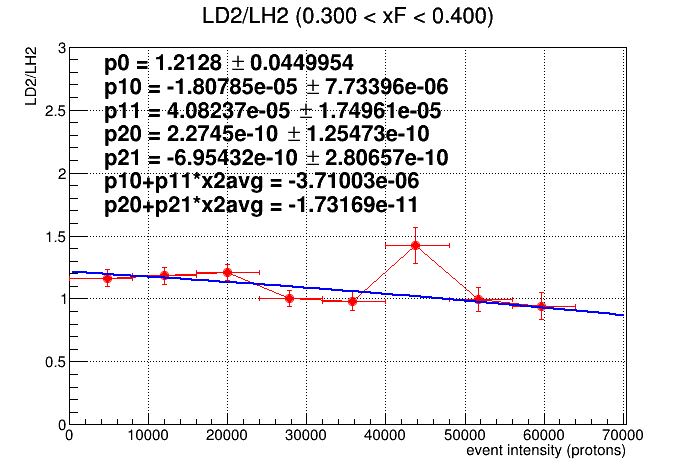 LD2/LH2 (0.300 < xF < 0.400)
LD2/LH2
3
2.5
2
1.5
1
0.5
0
p0 = 1.2128 ± 0.0449954
p10 = -1.80785e-05 ± 7.73396e-06
p11 = 4.08237e-05 ± 1.74961e-05
p20 = 2.2745e-10 ± 1.25473e-10
p21 = -6.95432e-10 ± 2.80657e-10
p10+p11*x2avg = -3.71003e-06
p20+p21*x2avg = -1.73169e-11
0 10000 20000 30000 40000 50000 60000 70000
event intensity (protons)